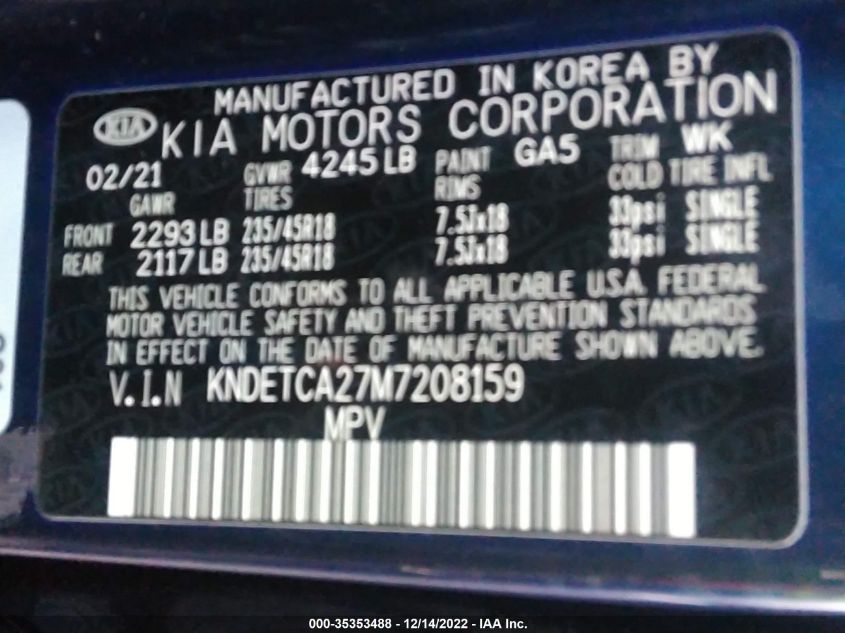 MANUFACTURED IN KOREA BY
KIA KIA MOTORS CORPORATION
02/21 GVWR 4245 LB PAINT GA5 TRIM WK
GAWR TIRES RIMS COLD TIRE INFL
FRONT 2293 LB 235/45R18 7.5Jx18 33psi SINGLE
REAR 2117 LB 235/45R18 7.5Jx18 33psi SINGLE
THIS VEHICLE CONFORMS TO ALL APPLICABLE U.S.A. FEDERAL
MOTOR VEHICLE SAFETY AND THEFT PREVENTION STANDARDS
IN EFFECT ON THE DATE OF MANUFACTURE SHOWN ABOVE.
V.I.N KNDETCA27M7208159
MPV
000-35353488 - 12/14/2022 - IAA Inc.